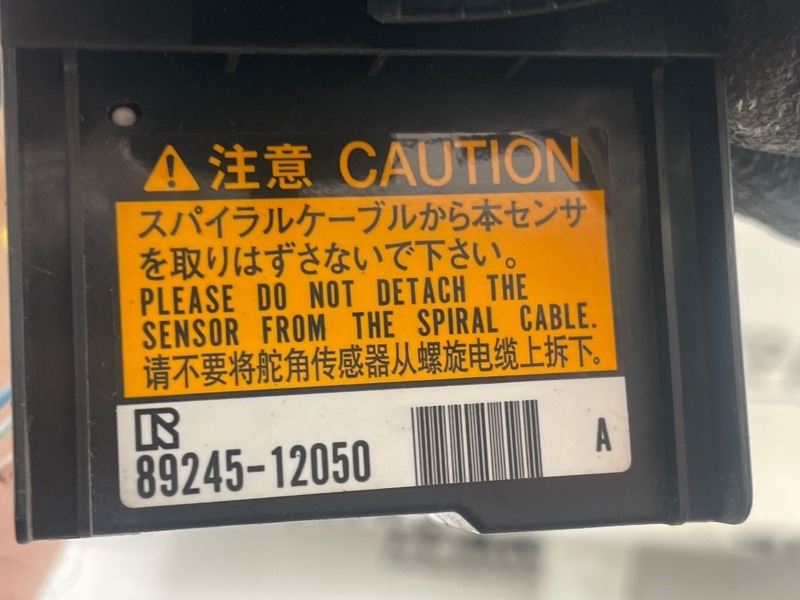 注意 CAUTION
スパイラルケーブルから本センサ
を取りはずさないで下さい。
PLEASE DO NOT DETACH THE
SENSOR FROM THE SPIRAL CABLE.
请不要将舵角传感器从螺旋电缆上拆下。
R
89245-12050
A